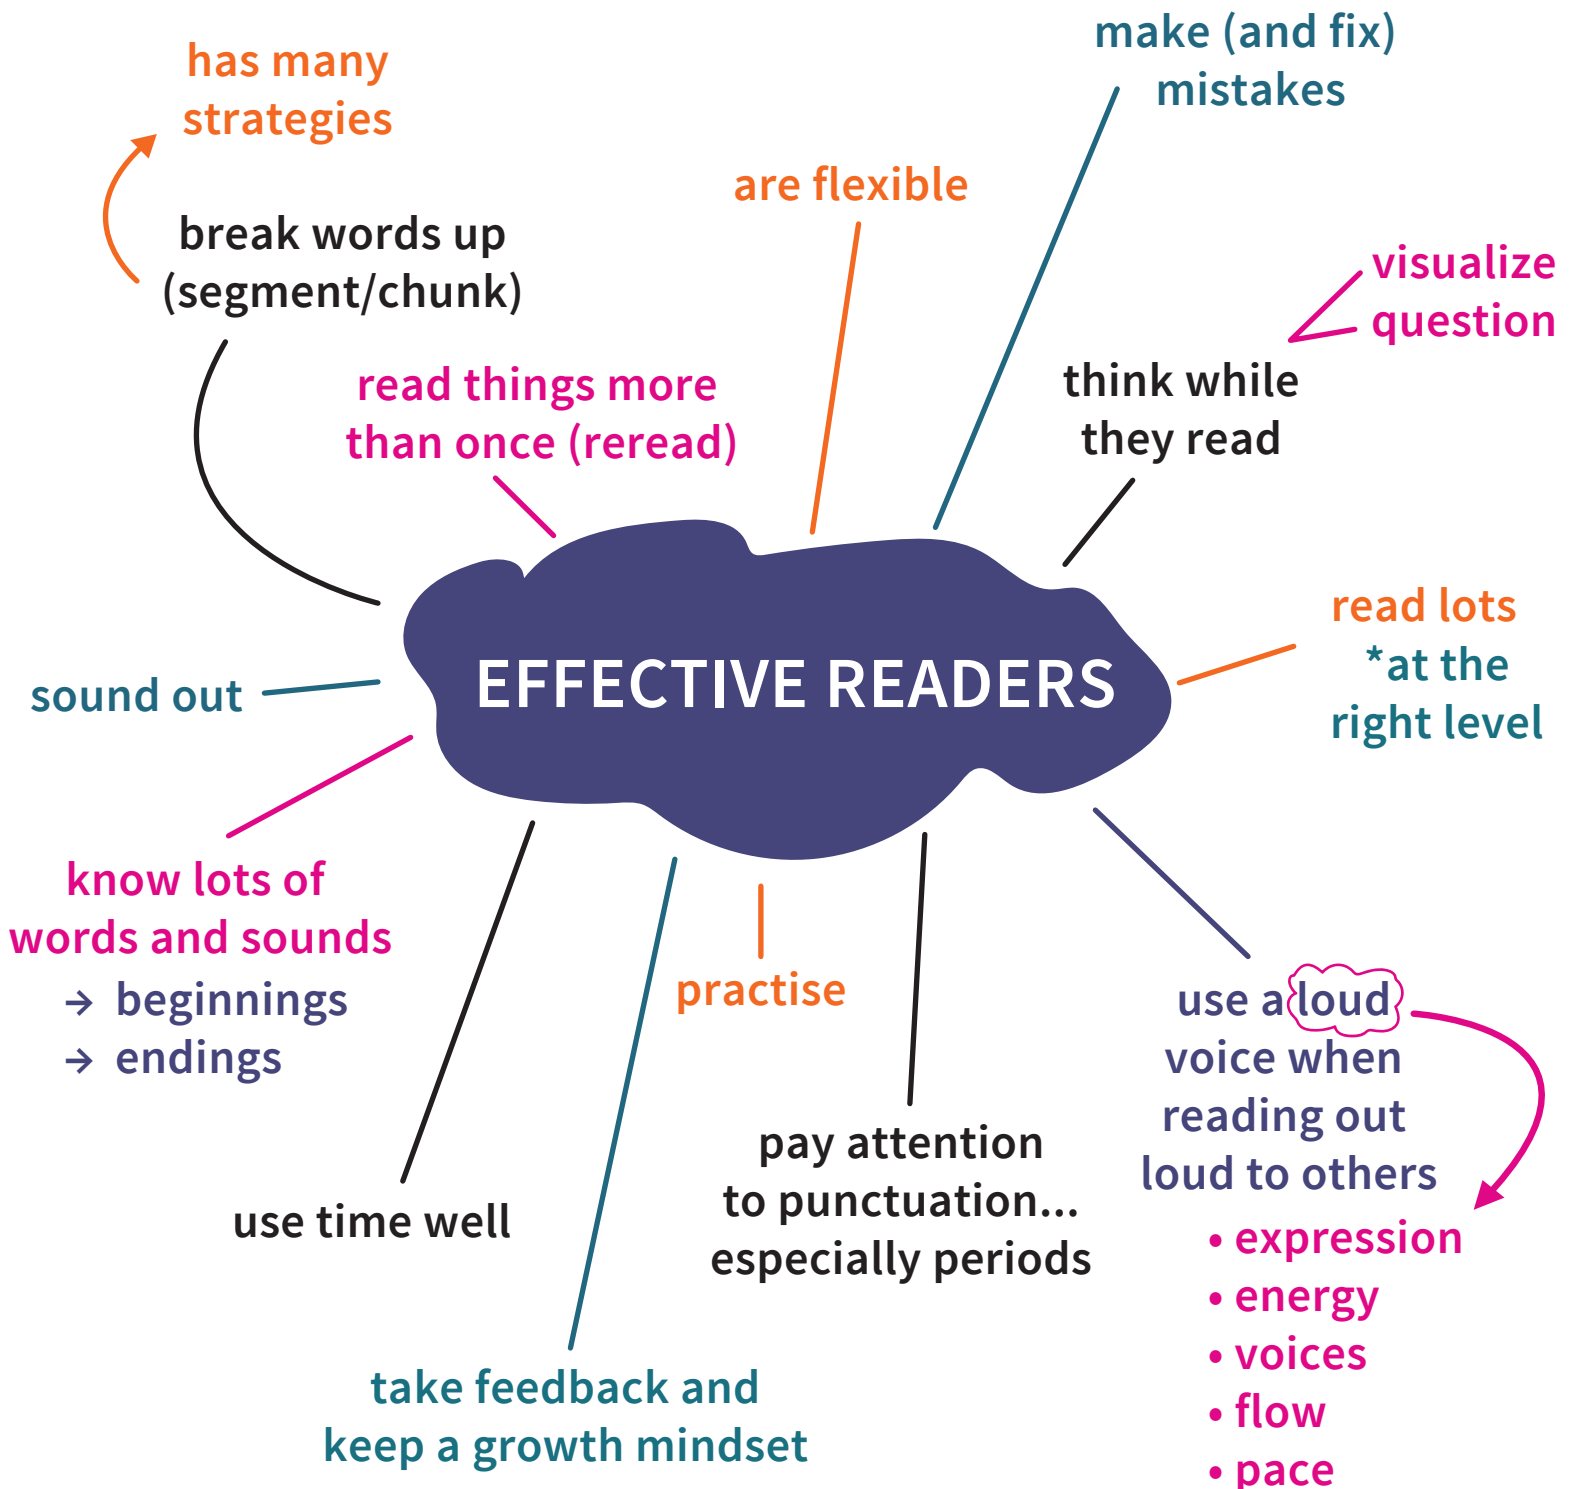 has many
strategies
make (and fix)
mistakes
are flexible
break words up
(segment/chunk)
visualize
question
read things more
than once (reread)
think while
they read
EFFECTIVE READERS
read lots
*at the
right level
sound out
know lots of
words and sounds
→ beginnings
→ endings
practise
use a loud
voice when
reading out
loud to others
• expression
• energy
• voices
• flow
• pace
pay attention
to punctuation...
especially periods
use time well
take feedback and
keep a growth mindset